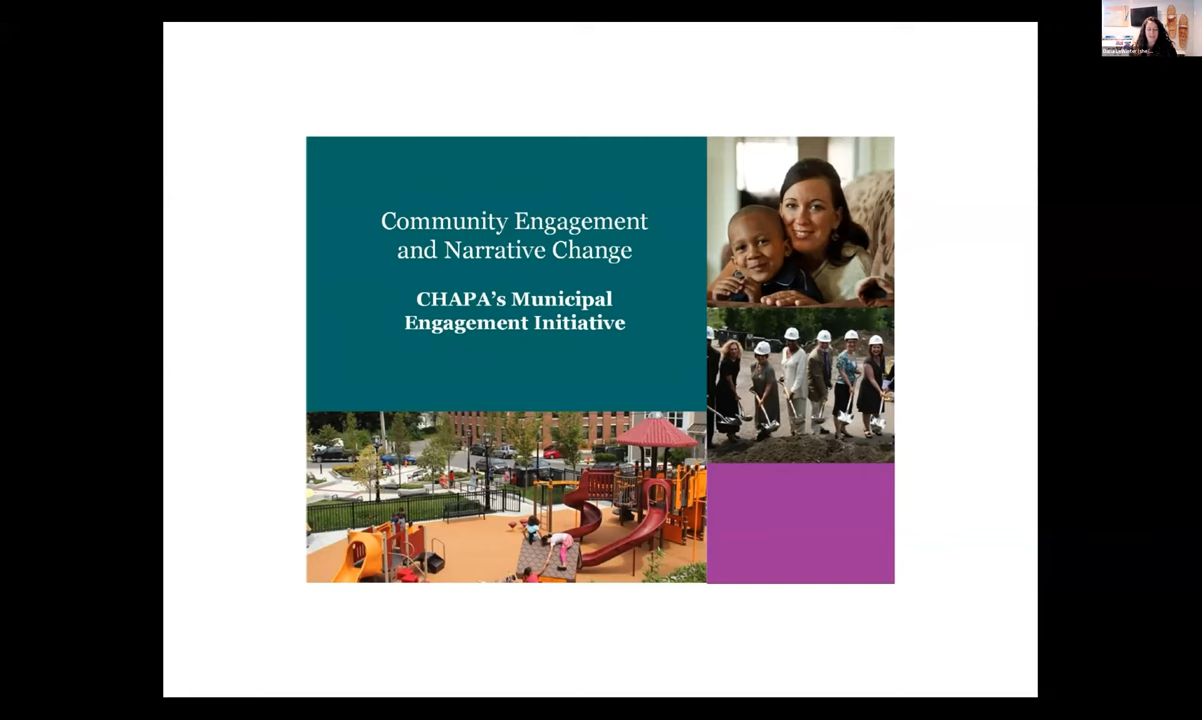 Community Engagement
and Narrative Change
CHAPA's Municipal
Engagement Initiative